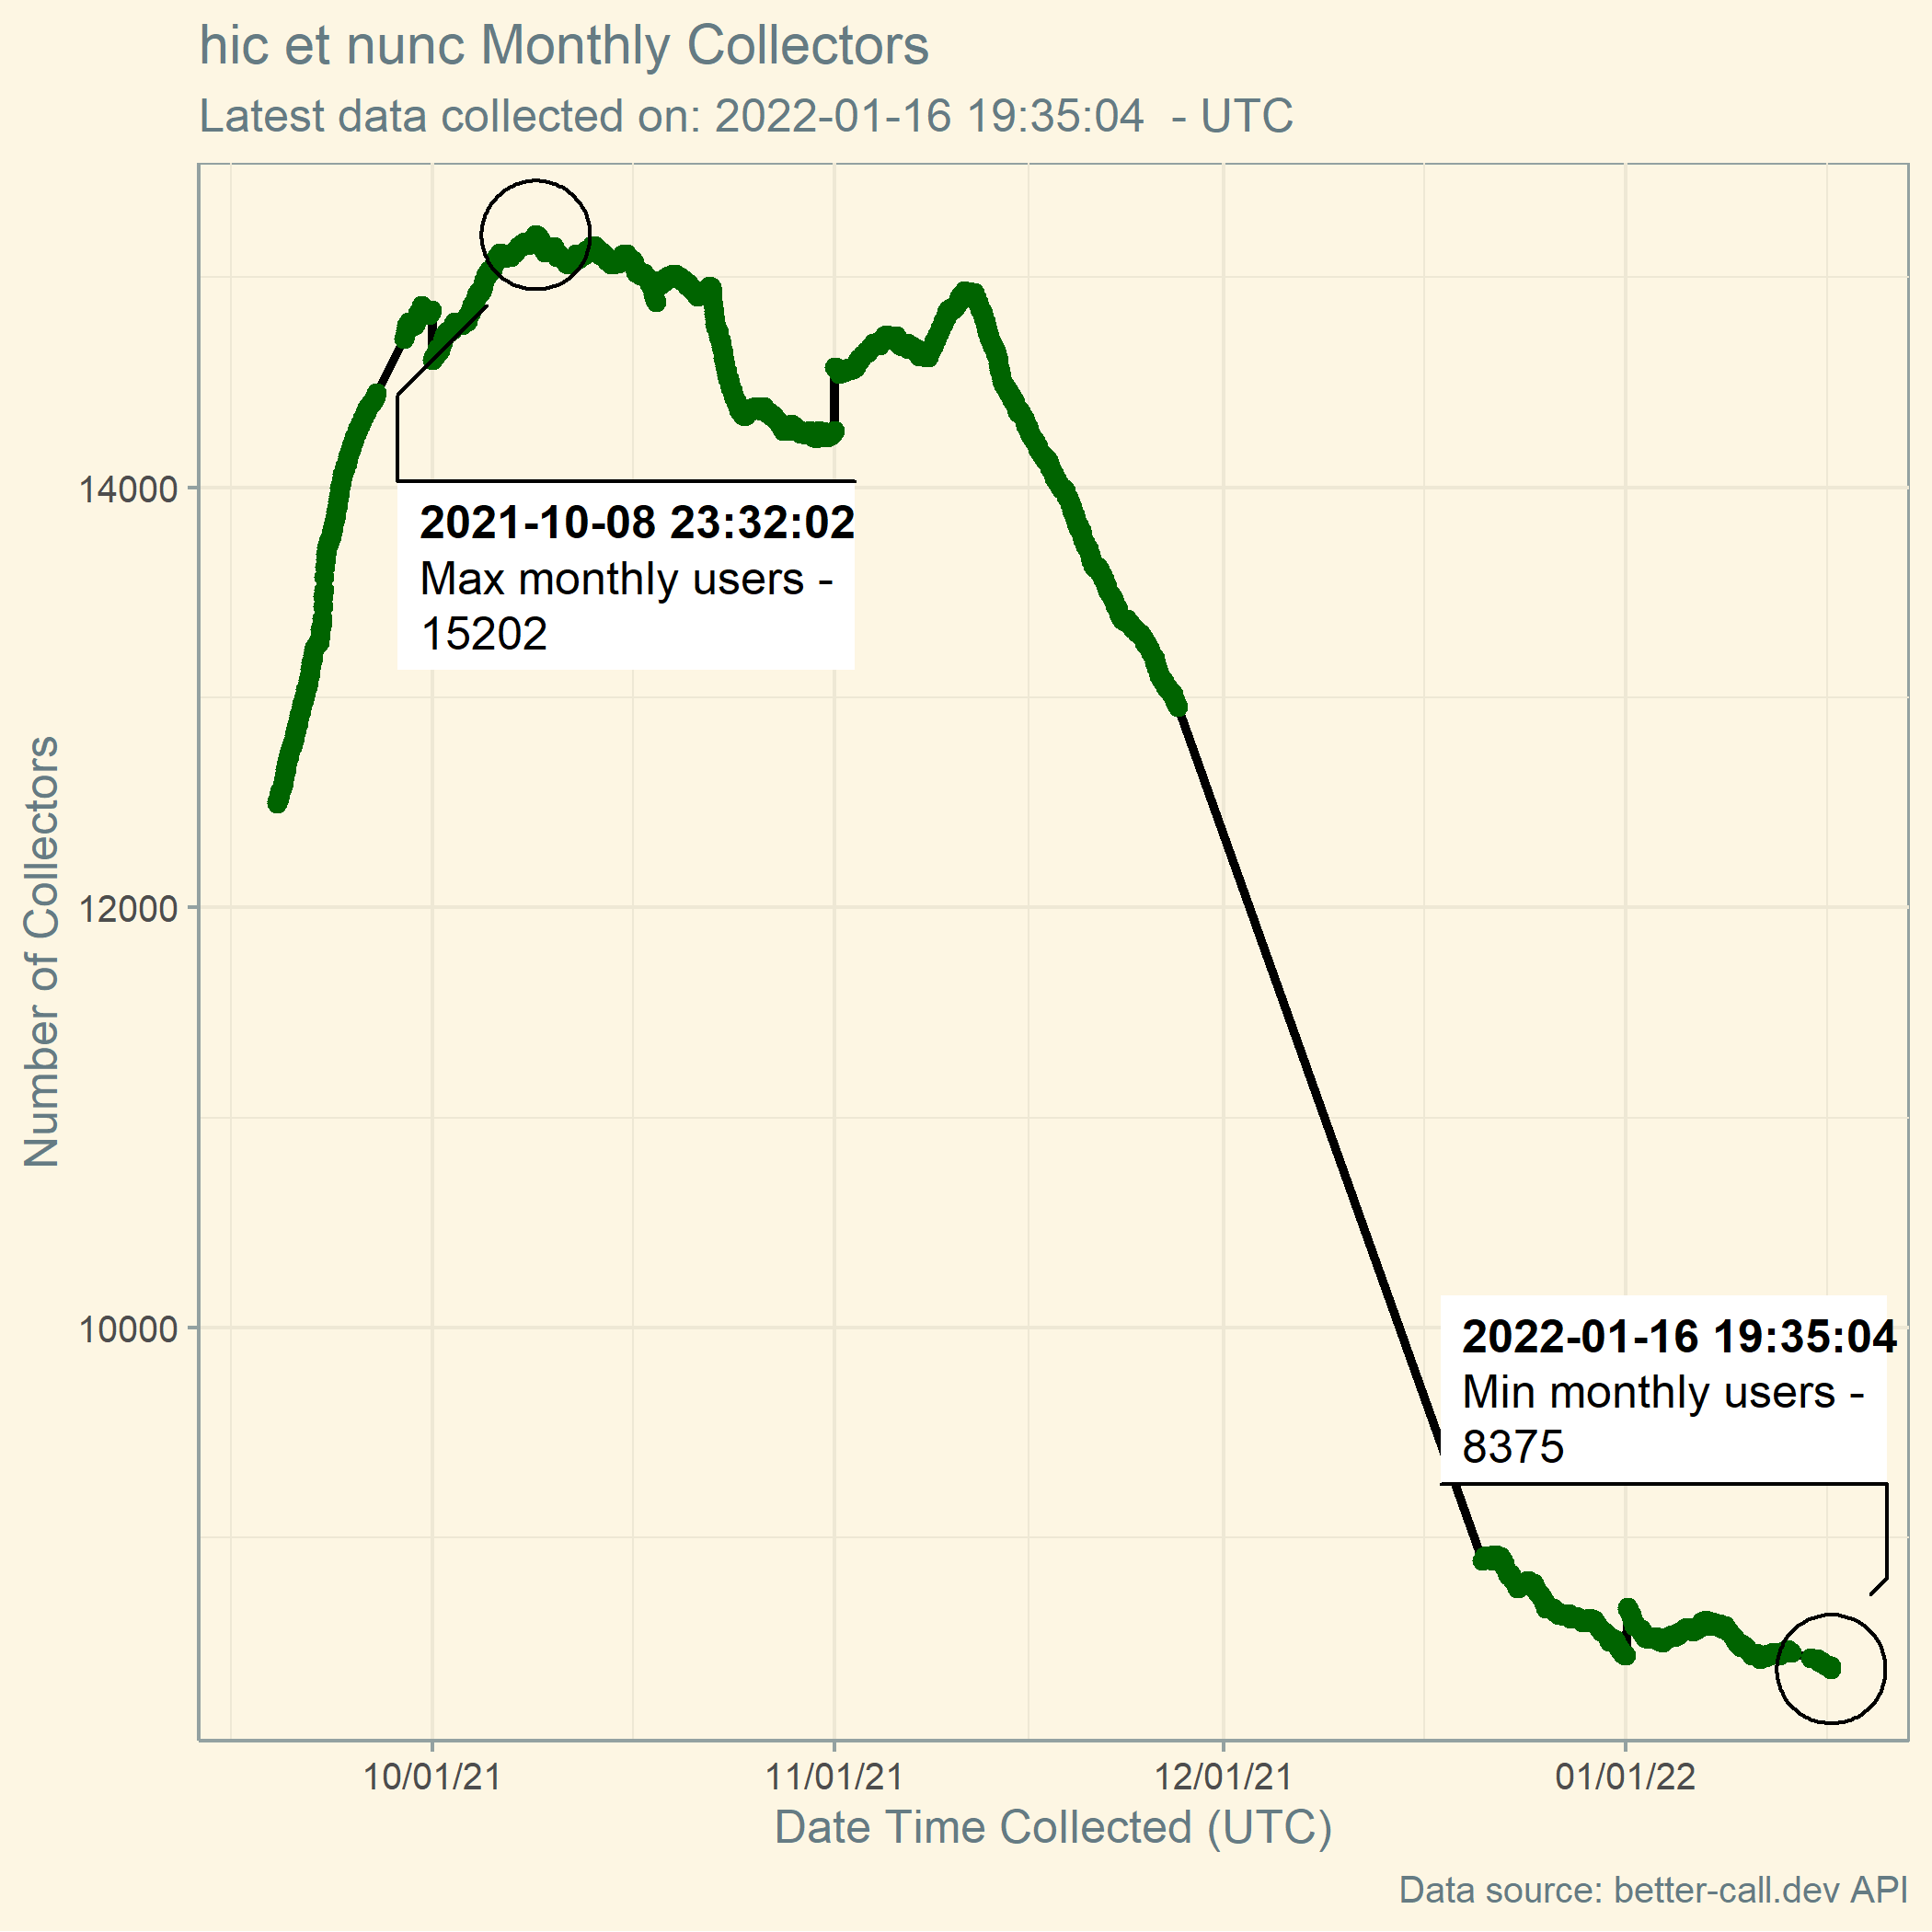 hic et nunc Monthly Collectors
Latest data collected on: 2022-01-16 19:35:04  - UTC
Number of Collectors
14000
12000
10000
2021-10-08 23:32:02
Max monthly users -
15202
2022-01-16 19:35:04
Min monthly users -
8375
10/01/21 11/01/21 12/01/21 01/01/22
Date Time Collected (UTC)
Data source: better-call.dev API